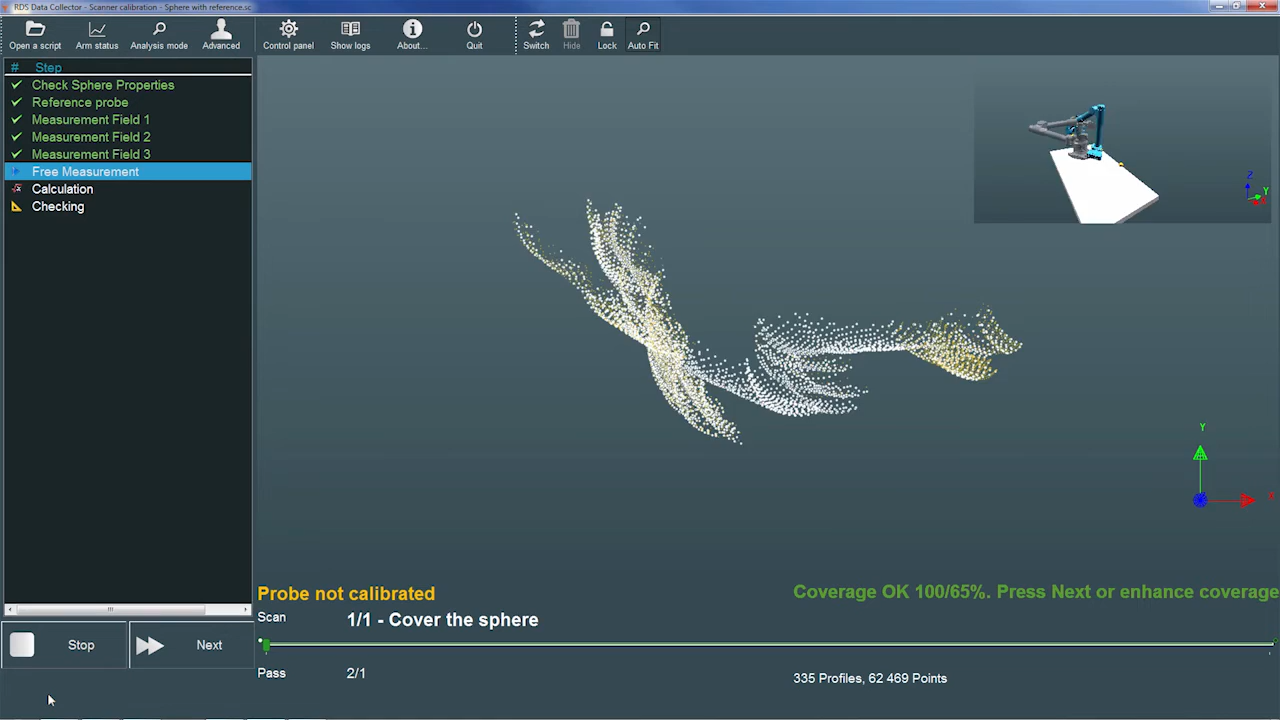 RDS Data Collector - Scanner calibration - Sphere with reference.sc
Open a script
Arm status
Analysis mode
Advanced
Control panel
Show logs
About...
Quit
Switch
Hide
Lock
Auto Fit
# Step
Check Sphere Properties
Reference probe
Measurement Field 1
Measurement Field 2
Measurement Field 3
Free Measurement
Calculation
Checking
Z
Y
Y
X
Probe not calibrated
Coverage OK 100/65%. Press Next or enhance coverage
Scan
1/1 - Cover the sphere
Stop
Next
Pass
2/1
335 Profiles, 62 469 Points